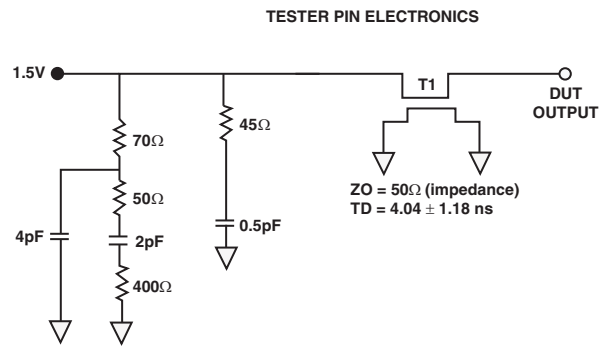 TESTER PIN ELECTRONICS
1.5V
T1
DUT
OUTPUT
70Ω
45Ω
50Ω
ZO = 50Ω (impedance)
TD = 4.04 ± 1.18 ns
4pF
2pF
0.5pF
400Ω